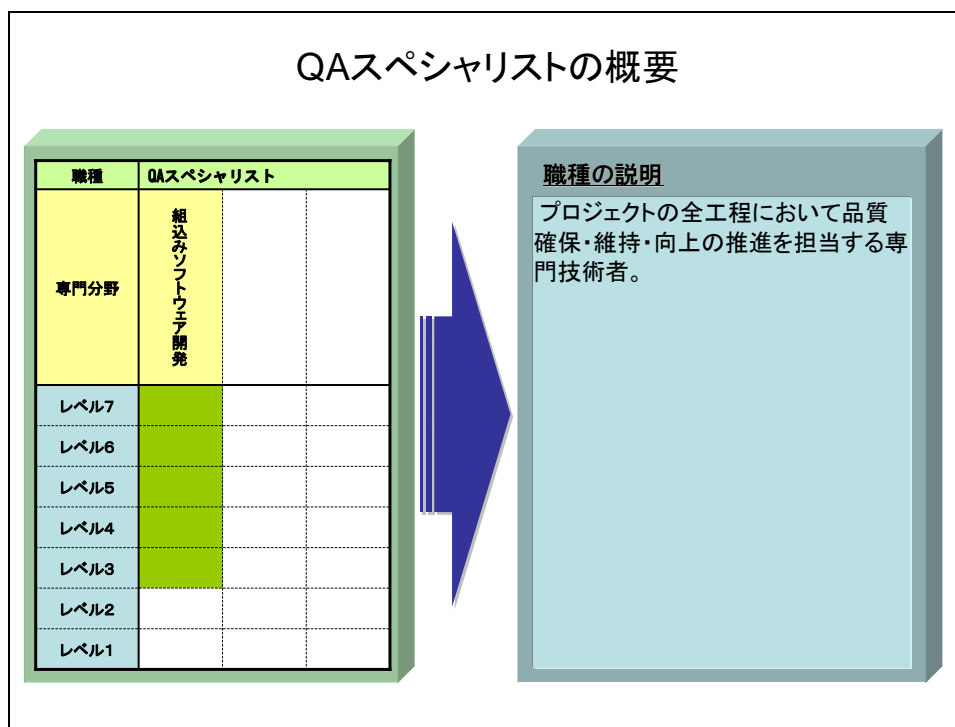 QAスペシャリストの概要
職種
QAスペシャリスト
専門分野
組込みソフトウェア開発
レベル7
レベル6
レベル5
レベル4
レベル3
レベル2
レベル1
職種の説明
プロジェクトの全工程において品質
確保・維持・向上の推進を担当する専
門技術者。